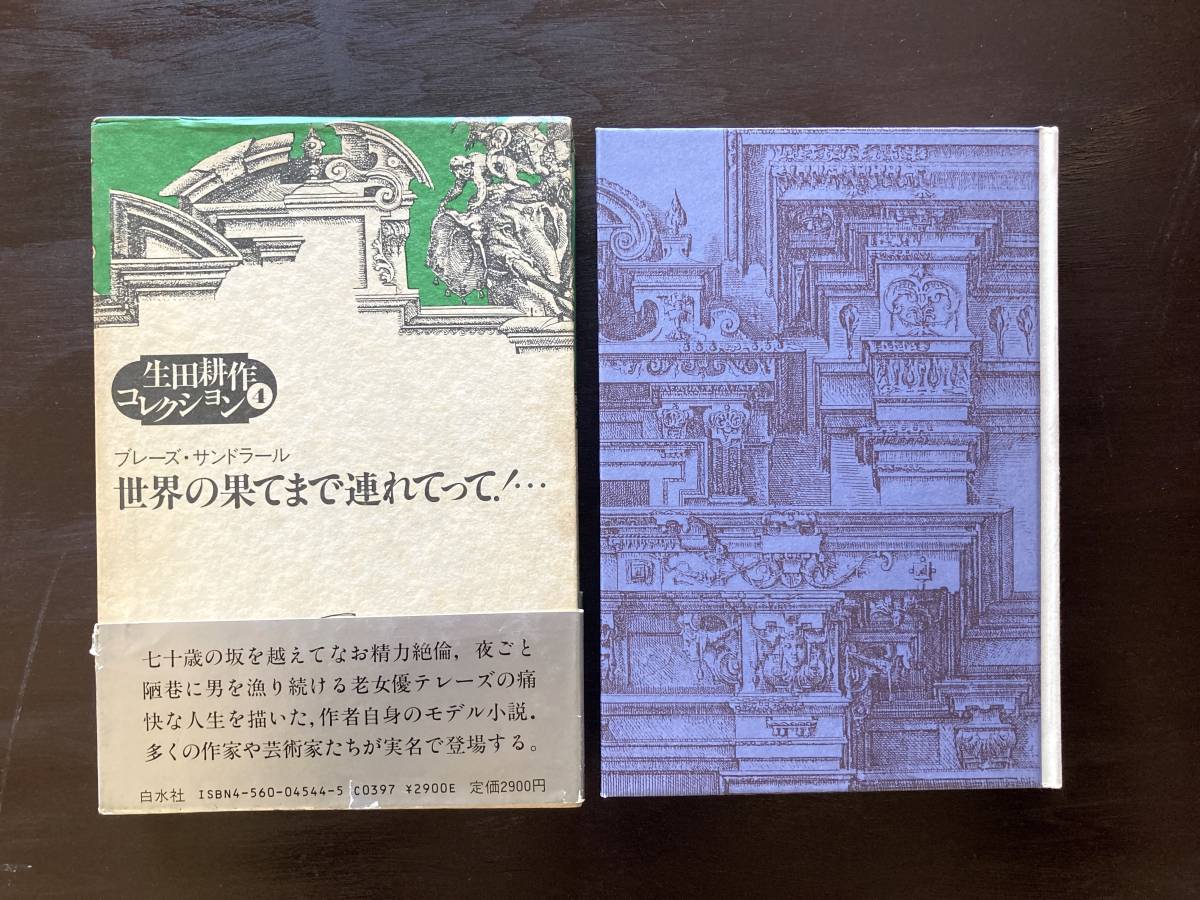 生田耕作
コレクション4
ブレーズ・サンドラール
世界の果てまで連れてって!…
七十歳の坂を越えてなお精力絶倫，夜ごと
陋巷に男を漁り続ける老女優テレーズの痛
快な人生を描いた，作者自身のモデル小説．
多くの作家や芸術家たちが実名で登場する。
白水社 ISBN4-560-04544-5 C0397 ¥2900E 定価2900円